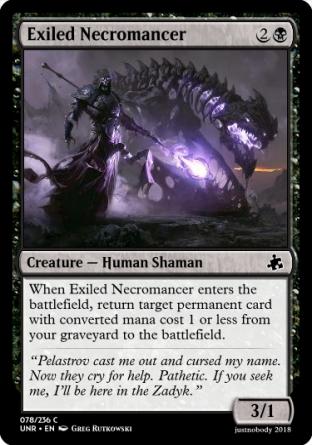 Exiled Necromancer 2
Creature — Human Shaman
When Exiled Necromancer enters the
battlefield, return target permanent card
with converted mana cost 1 or less from
your graveyard to the battlefield.
“Pelastrov cast me out and cursed my name.
Now they cry for help. Pathetic. If you seek
me, I’ll be here in the Zadyk.”
3/1
078/236 C
UNR • EN Greg Rutkowski
justnobody 2018